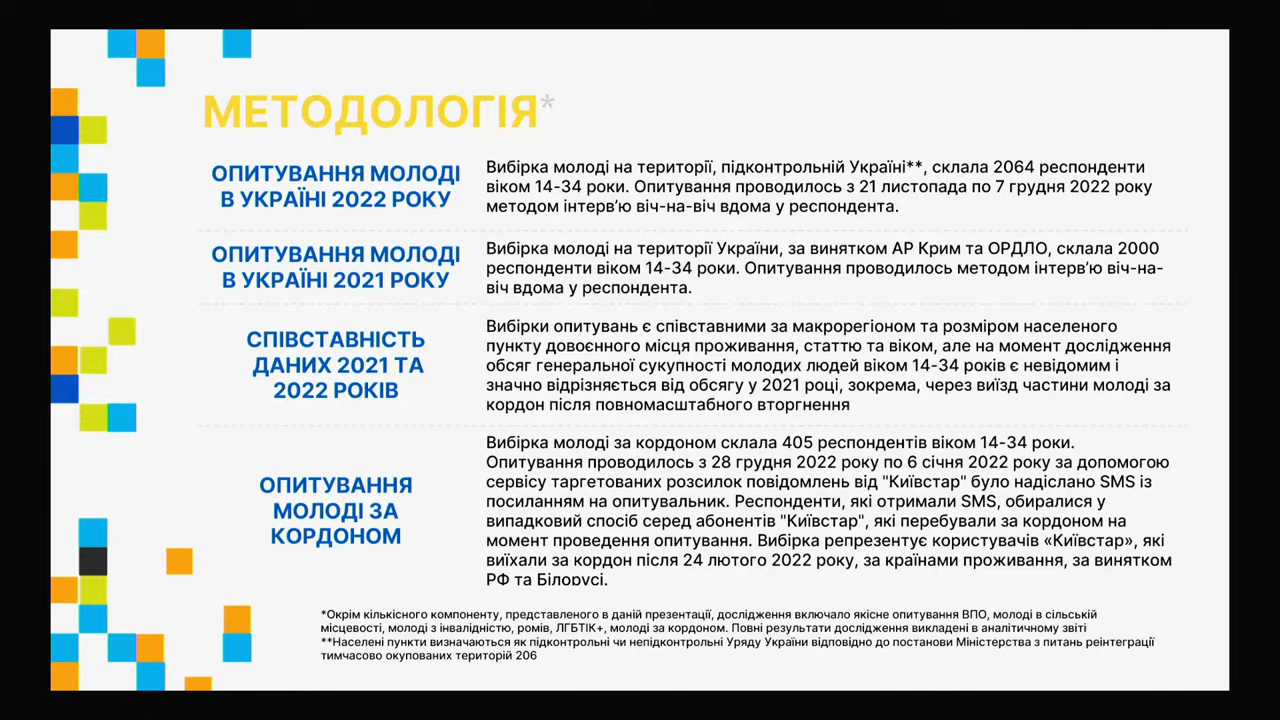 МЕТОДОЛОГІЯ*
ОПИТУВАННЯ МОЛОДІ
В УКРАЇНІ 2022 РОКУ
Вибірка молоді на території, підконтрольній Україні**, склала 2064 респонденти
віком 14-34 роки. Опитування проводилось з 21 листопада по 7 грудня 2022 року
методом інтерв'ю віч-на-віч вдома у респондента.
ОПИТУВАННЯ МОЛОДІ
В УКРАЇНІ 2021 РОКУ
Вибірка молоді на території України, за винятком АР Крим та ОРДЛО, склала 2000
респонденти віком 14-34 роки. Опитування проводилось методом інтерв'ю віч-на-
віч вдома у респондента.
СПІВСТАВНІСТЬ
ДАНИХ 2021 ТА
2022 РОКІВ
Вибірки опитувань є співставними за макрорегіоном та розміром населеного
пункту довоєнного місця проживання, статтю та віком, але на момент дослідження
обсяг генеральної сукупності молодих людей віком 14-34 років є невідомим і
значно відрізняється від обсягу у 2021 році, зокрема, через виїзд частини молоді за
кордон після повномасштабного вторгнення
ОПИТУВАННЯ
МОЛОДІ ЗА
КОРДОНОМ
Вибірка молоді за кордоном склала 405 респондентів віком 14-34 роки.
Опитування проводилось з 28 грудня 2022 року по 6 січня 2022 року за допомогою
сервісу таргетованих розсилок повідомлень від "Київстар" було надіслано SMS із
посиланням на опитувальник. Респонденти, які отримали SMS, обиралися у
випадковий спосіб серед абонентів "Київстар", які перебували за кордоном на
момент проведення опитування. Вибірка репрезентує користувачів «Київстар», які
виїхали за кордон після 24 лютого 2022 року, за країнами проживання, за винятком
РФ та Білорусі.
*Окрім кількісного компоненту, представленого в даній презентації, дослідження включало якісне опитування ВПО, молоді в сільській
місцевості, молоді з інвалідністю, ромів, ЛГБТІК+, молоді за кордоном. Повні результати дослідження викладені в аналітичному звіті
**Населені пункти визначаються як підконтрольні чи непідконтрольні Уряду України відповідно до постанови Міністерства з питань реінтеграції
тимчасово окупованих територій 206